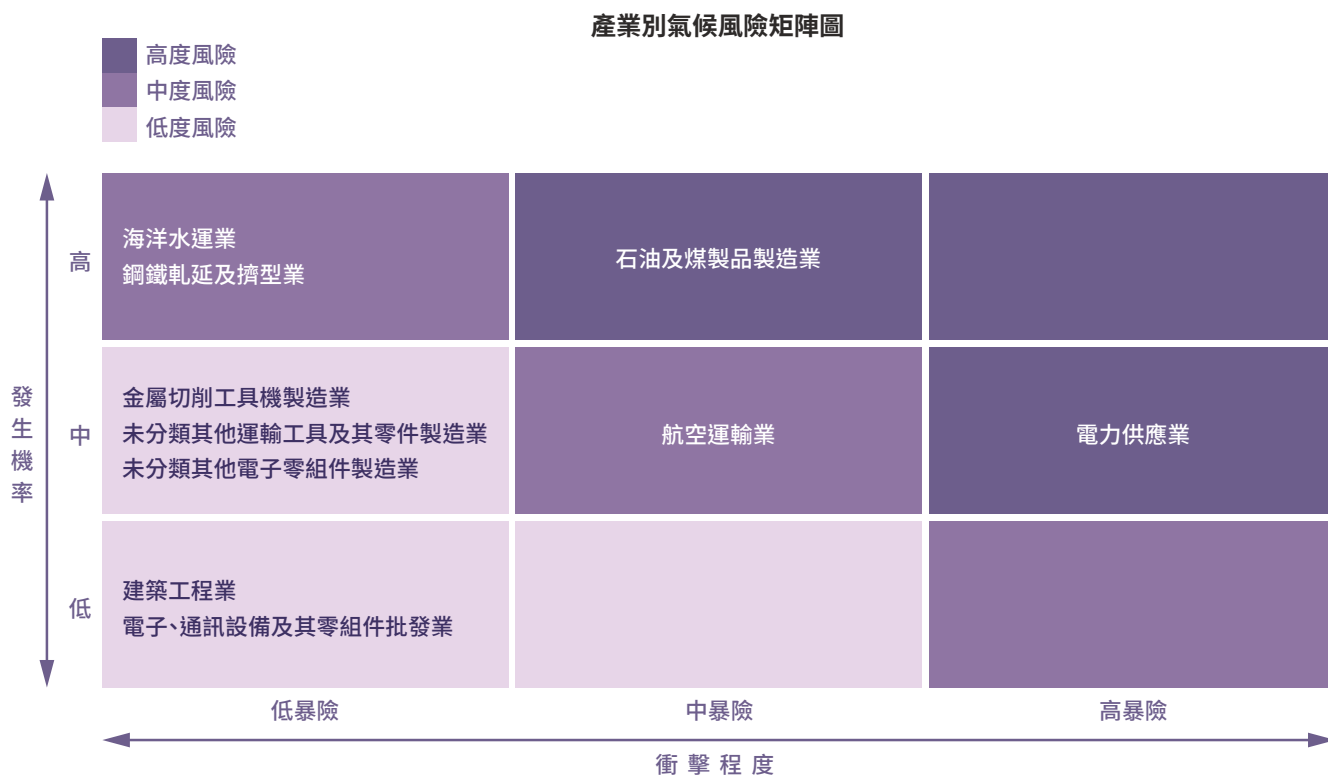 產業別氣候風險矩陣圖
高度風險
中度風險
低度風險
發生機率
高
海洋水運業
鋼鐵軋延及擠型業
石油及煤製品製造業
中
金屬切削工具機製造業
未分類其他運輸工具及其零件製造業
未分類其他電子零組件製造業
航空運輸業
電力供應業
低
建築工程業
電子、通訊設備及其零組件批發業
低暴險
中暴險
高暴險
衝擊程度